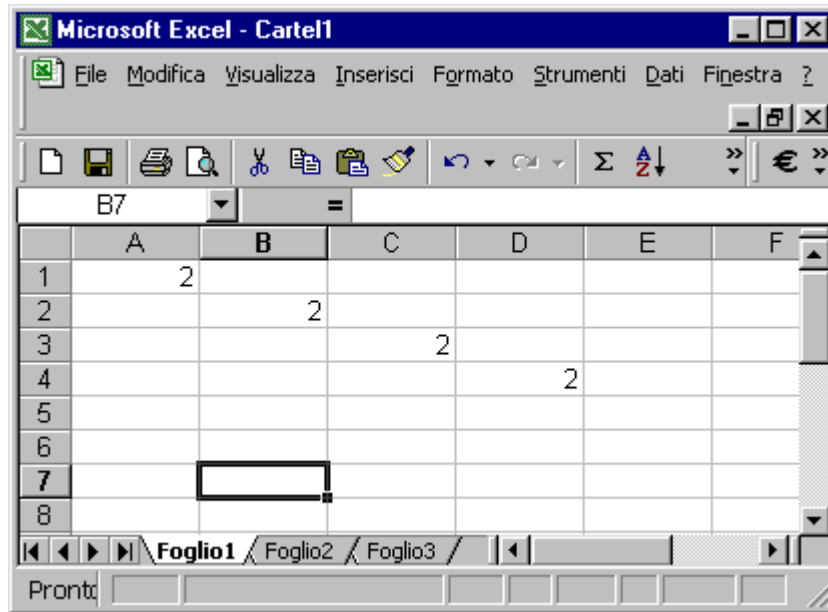 Microsoft Excel - Cartel1
File Modifica Visualizza Inserisci Formato Strumenti Dati Finestra ?
Σ A Z » € »
B7 =
A B C D E F
1 2
2 2
3 2
4 2
5
6
7
8
Foglio1 Foglio2 Foglio3
Pronto